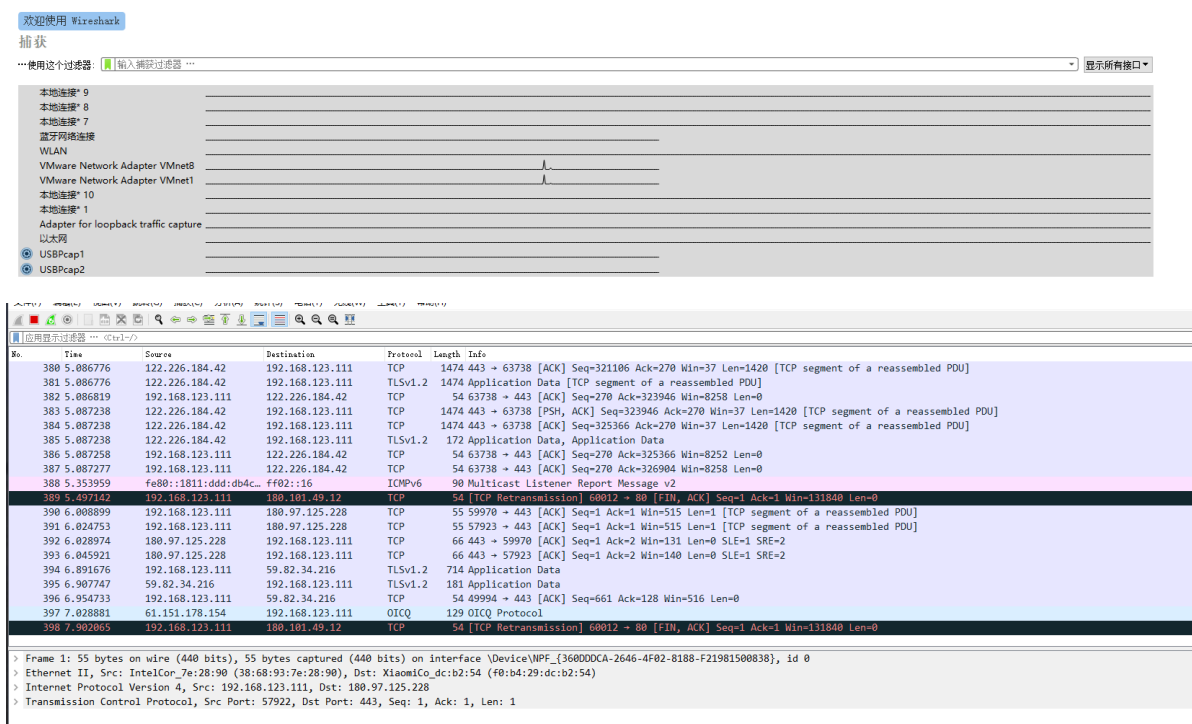 欢迎使用 Wireshark
捕获
…使用这个过滤器: 输入捕获过滤器 … 显示所有接口
本地连接* 9
本地连接* 8
本地连接* 7
蓝牙网络连接
WLAN
VMware Network Adapter VMnet8
VMware Network Adapter VMnet1
本地连接* 10
本地连接* 1
Adapter for loopback traffic capture
以太网
USBPcap1
USBPcap2
应用显示过滤器 … <Ctrl-/>
No. Time Source Destination Protocol Length Info
380 5.086776 122.226.184.42 192.168.123.111 TCP 1474 443 → 63738 [ACK] Seq=321106 Ack=270 Win=37 Len=1420 [TCP segment of a reassembled PDU]
381 5.086776 122.226.184.42 192.168.123.111 TLSv1.2 1474 Application Data [TCP segment of a reassembled PDU]
382 5.086819 192.168.123.111 122.226.184.42 TCP 54 63738 → 443 [ACK] Seq=270 Ack=323946 Win=8258 Len=0
383 5.087238 122.226.184.42 192.168.123.111 TCP 1474 443 → 63738 [PSH, ACK] Seq=323946 Ack=270 Win=37 Len=1420 [TCP segment of a reassembled PDU]
384 5.087238 122.226.184.42 192.168.123.111 TCP 1474 443 → 63738 [ACK] Seq=325366 Ack=270 Win=37 Len=1420 [TCP segment of a reassembled PDU]
385 5.087238 122.226.184.42 192.168.123.111 TLSv1.2 172 Application Data, Application Data
386 5.087258 192.168.123.111 122.226.184.42 TCP 54 63738 → 443 [ACK] Seq=270 Ack=325366 Win=8252 Len=0
387 5.087277 192.168.123.111 122.226.184.42 TCP 54 63738 → 443 [ACK] Seq=270 Ack=326904 Win=8258 Len=0
388 5.353959 fe80::1811:ddd:db4c… ff02::16 ICMPv6 90 Multicast Listener Report Message v2
389 5.497142 192.168.123.111 180.101.49.12 TCP 54 [TCP Retransmission] 60012 → 80 [FIN, ACK] Seq=1 Ack=1 Win=131840 Len=0
390 6.008899 192.168.123.111 180.97.125.228 TCP 55 59970 → 443 [ACK] Seq=1 Ack=1 Win=515 Len=1 [TCP segment of a reassembled PDU]
391 6.024753 192.168.123.111 180.97.125.228 TCP 55 57923 → 443 [ACK] Seq=1 Ack=1 Win=515 Len=1 [TCP segment of a reassembled PDU]
392 6.028974 180.97.125.228 192.168.123.111 TCP 66 443 → 59970 [ACK] Seq=1 Ack=2 Win=131 Len=0 SLE=1 SRE=2
393 6.045921 180.97.125.228 192.168.123.111 TCP 66 443 → 57923 [ACK] Seq=1 Ack=2 Win=140 Len=0 SLE=1 SRE=2
394 6.891676 192.168.123.111 59.82.34.216 TLSv1.2 714 Application Data
395 6.907747 59.82.34.216 192.168.123.111 TLSv1.2 181 Application Data
396 6.954733 192.168.123.111 59.82.34.216 TCP 54 49994 → 443 [ACK] Seq=661 Ack=128 Win=516 Len=0
397 7.028881 61.151.178.154 192.168.123.111 OICQ 129 OICQ Protocol
398 7.902065 192.168.123.111 180.101.49.12 TCP 54 [TCP Retransmission] 60012 → 80 [FIN, ACK] Seq=1 Ack=1 Win=131840 Len=0
> Frame 1: 55 bytes on wire (440 bits), 55 bytes captured (440 bits) on interface \Device\NPF_{360DDDCA-2646-4F02-8188-F21981500838}, id 0
> Ethernet II, Src: IntelCor_7e:28:90 (38:68:93:7e:28:90), Dst: XiaomiCo_dc:b2:54 (f0:b4:29:dc:b2:54)
> Internet Protocol Version 4, Src: 192.168.123.111, Dst: 180.97.125.228
> Transmission Control Protocol, Src Port: 57922, Dst Port: 443, Seq: 1, Ack: 1, Len: 1